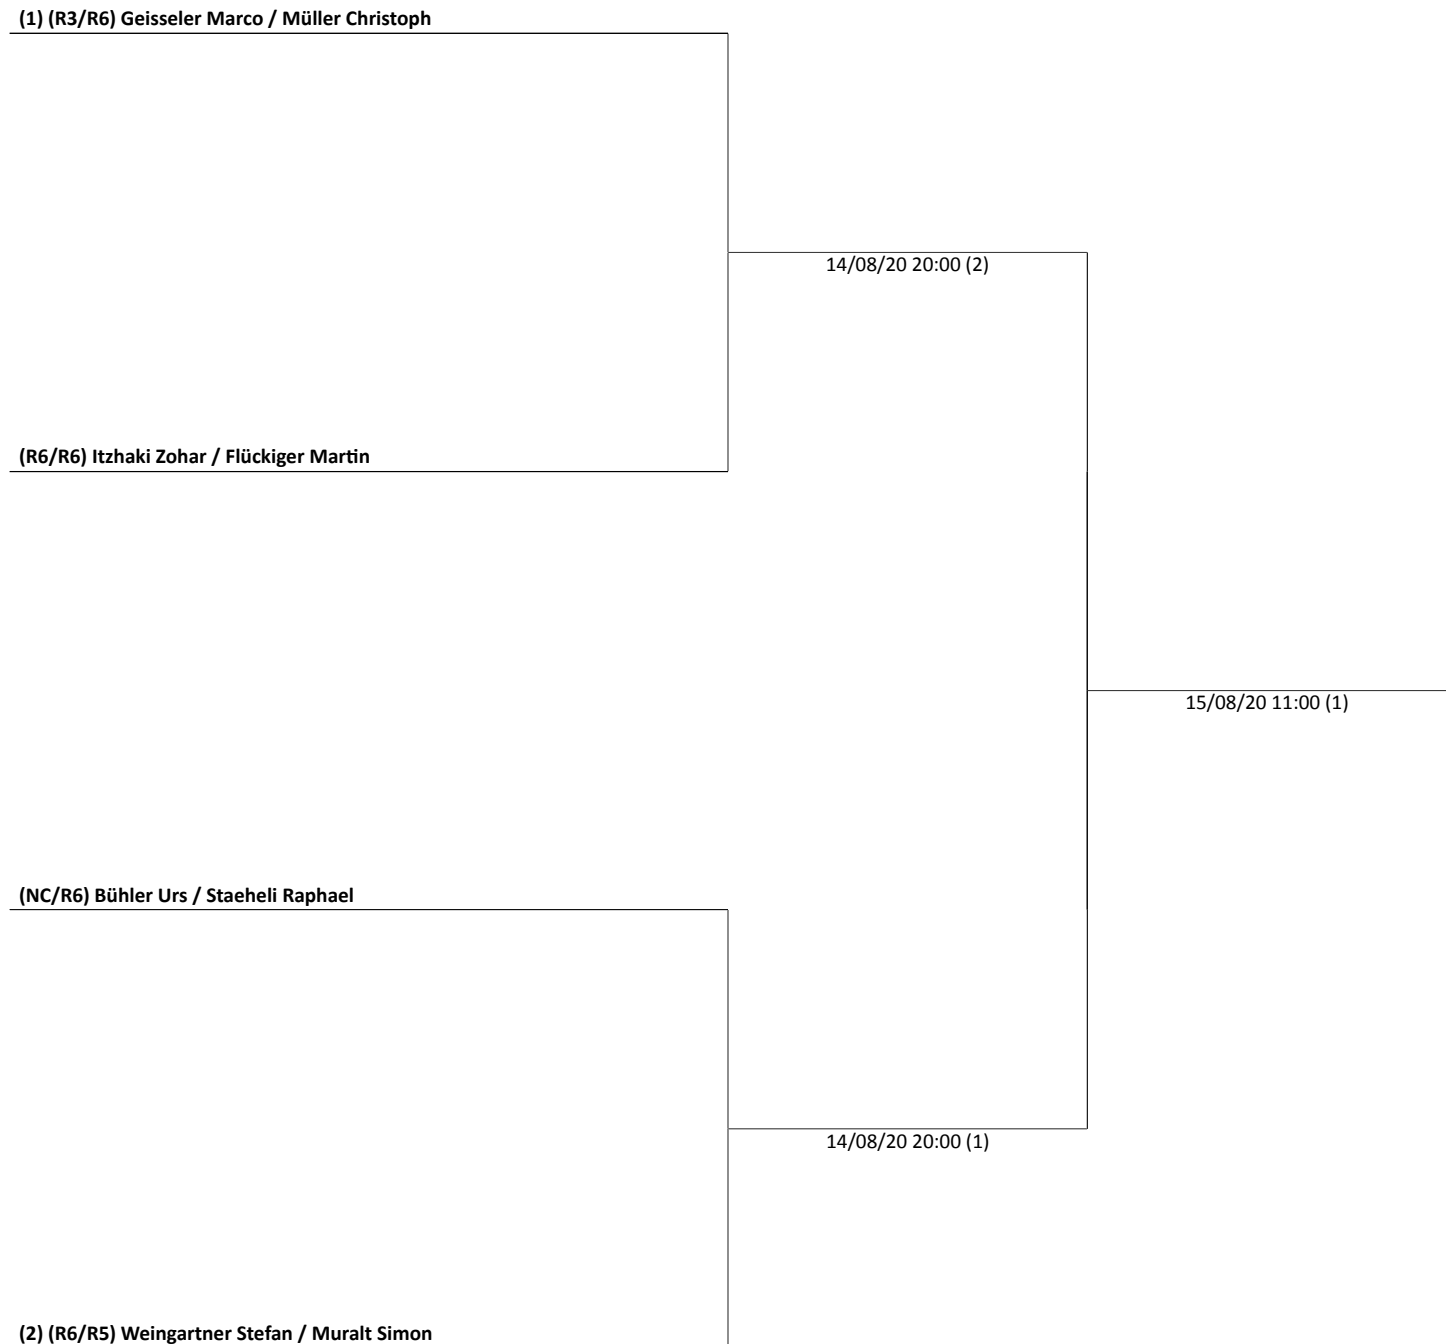 (1) (R3/R6) Geisseler Marco / Müller Christoph
14/08/20 20:00 (2)
(R6/R6) Itzhaki Zohar / Flückiger Martin
15/08/20 11:00 (1)
(NC/R6) Bühler Urs / Staeheli Raphael
14/08/20 20:00 (1)
(2) (R6/R5) Weingartner Stefan / Muralt Simon